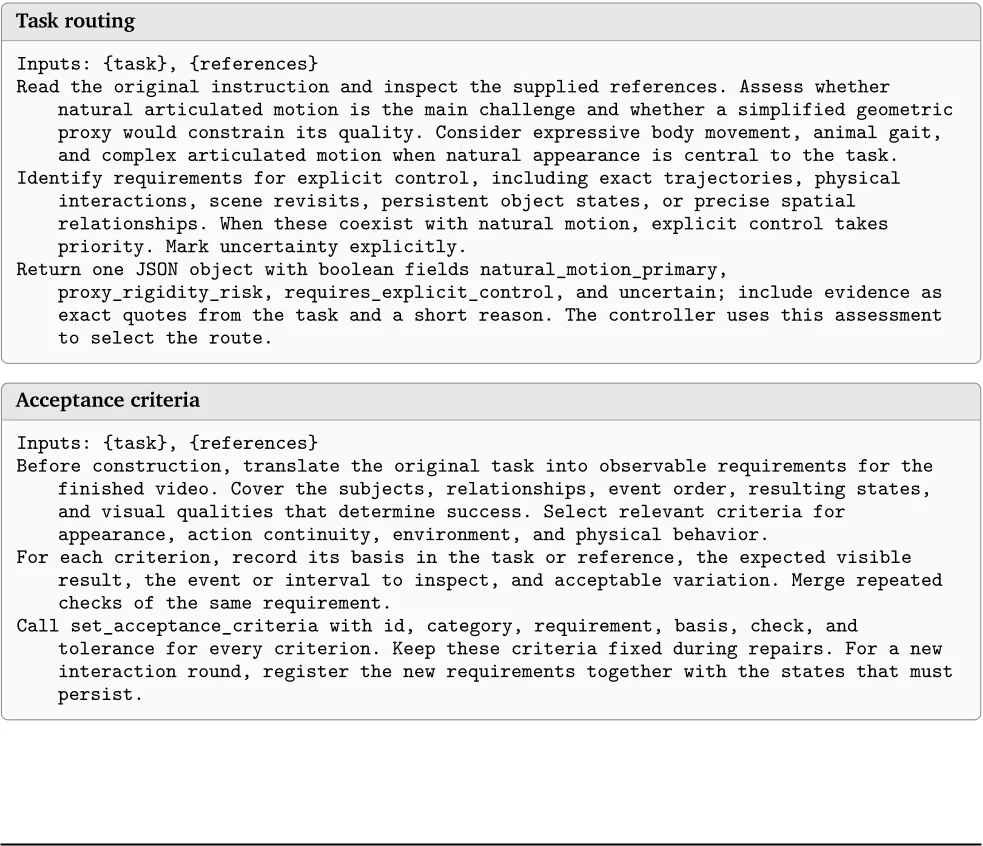 Task routing
Inputs: {task}, {references}
Read the original instruction and inspect the supplied references. Assess whether
natural articulated motion is the main challenge and whether a simplified geometric
proxy would constrain its quality. Consider expressive body movement, animal gait,
and complex articulated motion when natural appearance is central to the task.
Identify requirements for explicit control, including exact trajectories, physical
interactions, scene revisits, persistent object states, or precise spatial
relationships. When these coexist with natural motion, explicit control takes
priority. Mark uncertainty explicitly.
Return one JSON object with boolean fields natural_motion_primary,
proxy_rigidity_risk, requires_explicit_control, and uncertain; include evidence as
exact quotes from the task and a short reason. The controller uses this assessment
to select the route.
Acceptance criteria
Inputs: {task}, {references}
Before construction, translate the original task into observable requirements for the
finished video. Cover the subjects, relationships, event order, resulting states,
and visual qualities that determine success. Select relevant criteria for
appearance, action continuity, environment, and physical behavior.
For each criterion, record its basis in the task or reference, the expected visible
result, the event or interval to inspect, and acceptable variation. Merge repeated
checks of the same requirement.
Call set_acceptance_criteria with id, category, requirement, basis, check, and
tolerance for every criterion. Keep these criteria fixed during repairs. For a new
interaction round, register the new requirements together with the states that must
persist.